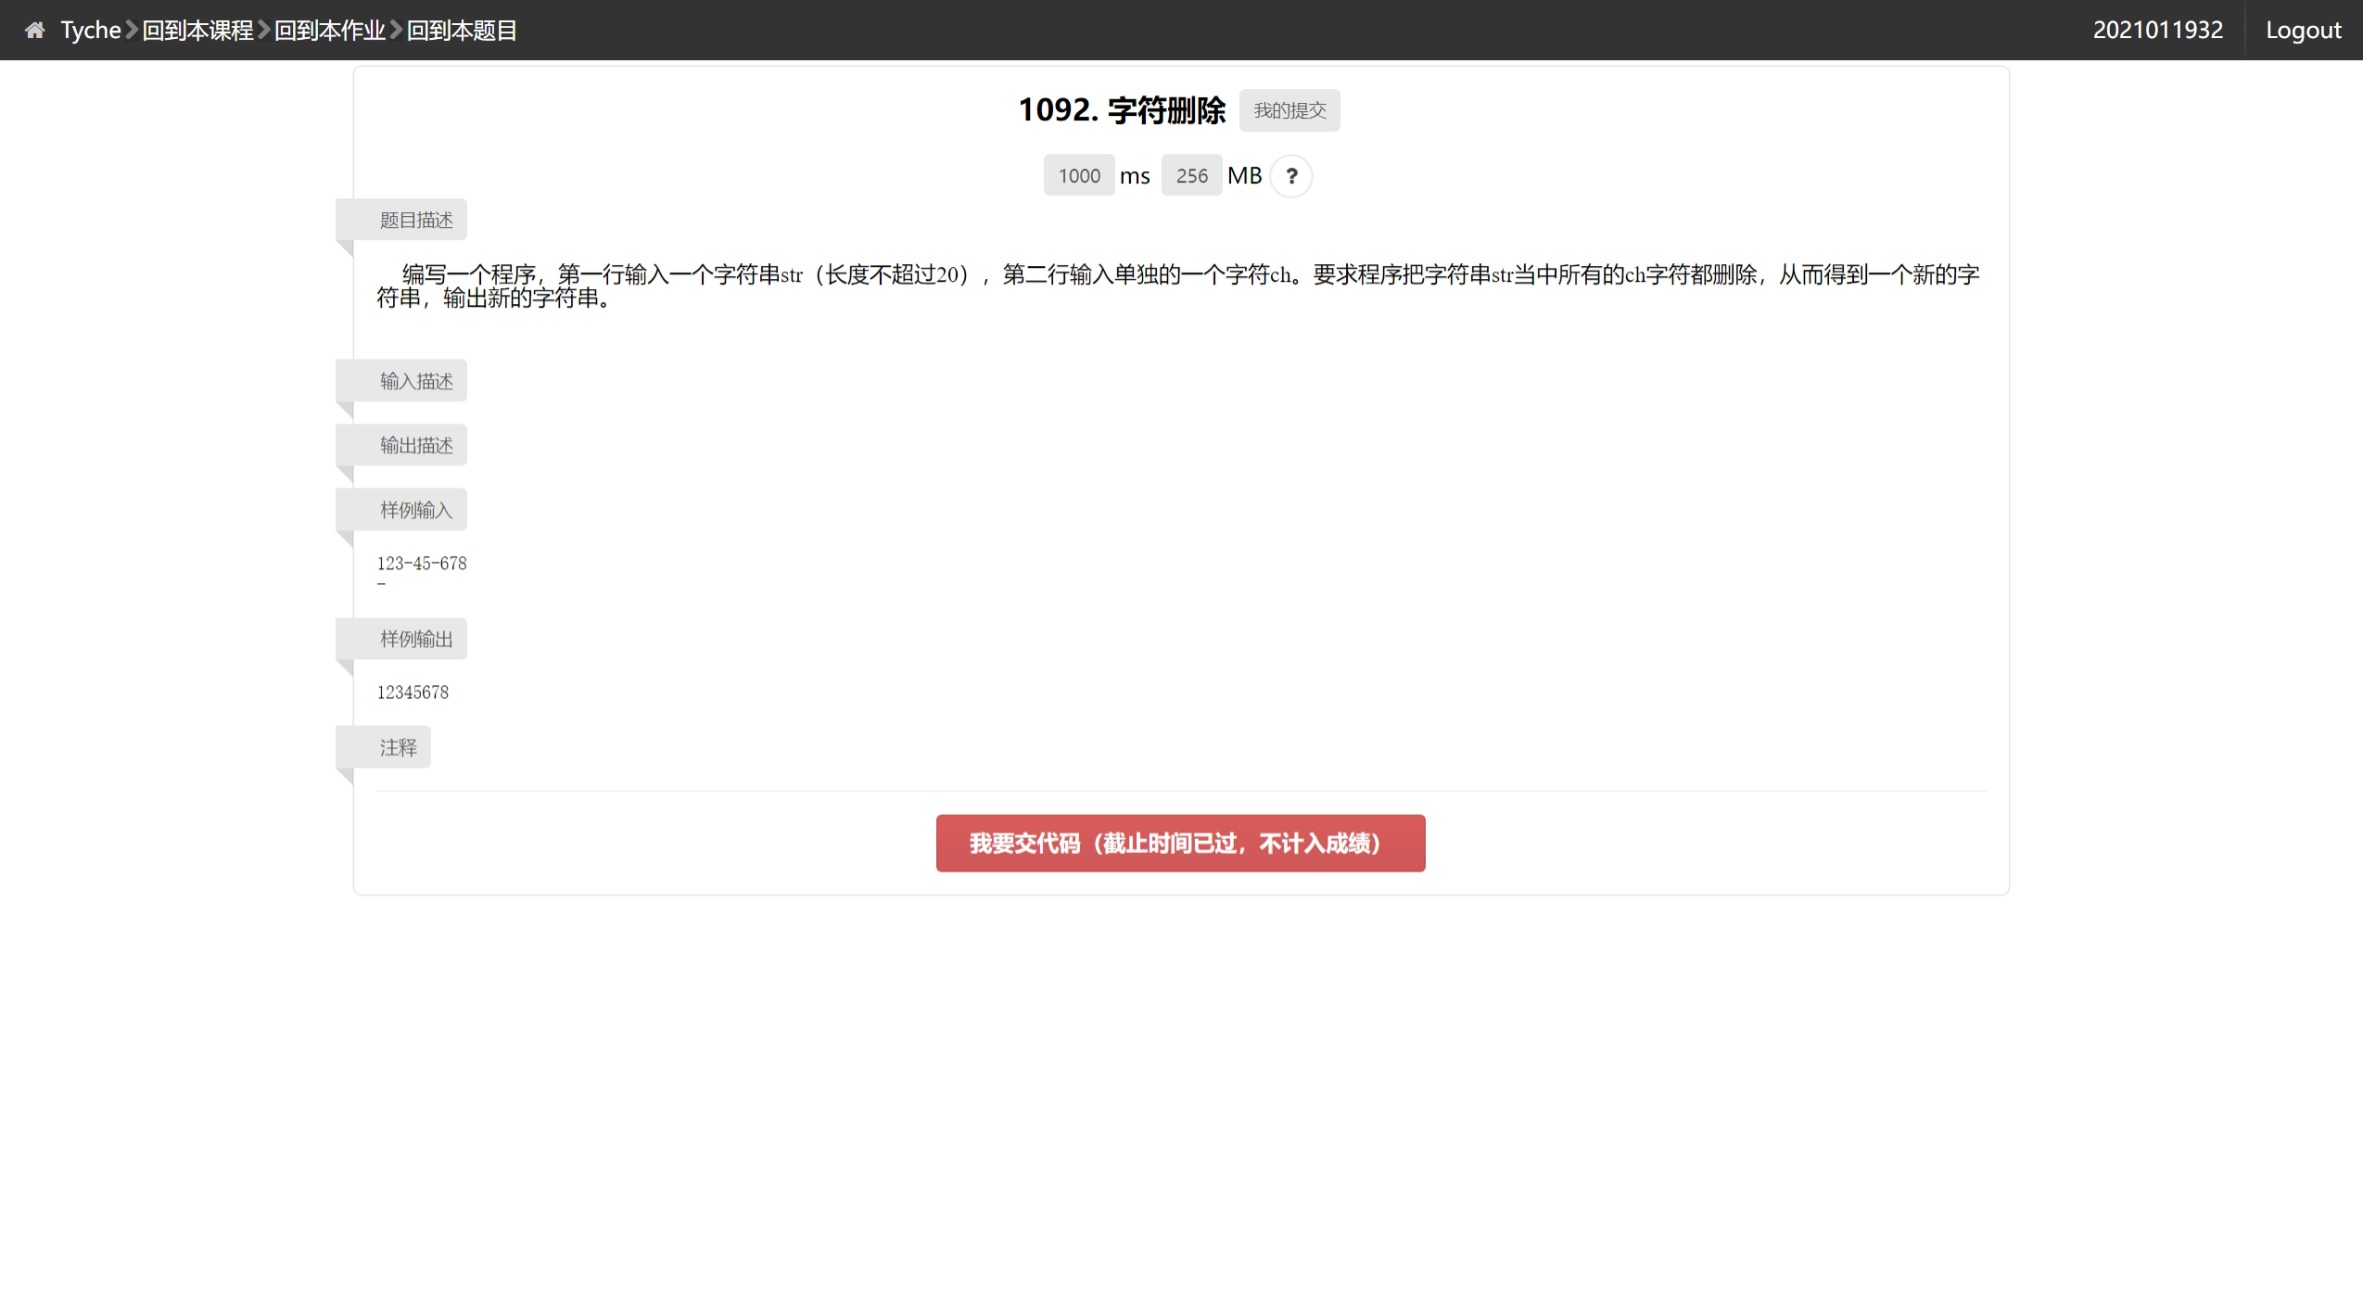 Tyche 回到本课程 回到本作业 回到本题目 2021011932 Logout
1092. 字符删除 我的提交
1000 ms 256 MB ?
题目描述
编写一个程序，第一行输入一个字符串str（长度不超过20），第二行输入单独的一个字符ch。要求程序把字符串str当中所有的ch字符都删除，从而得到一个新的字
符串，输出新的字符串。
输入描述
输出描述
样例输入
123-45-678
-
样例输出
12345678
注释
我要交代码（截止时间已过，不计入成绩）